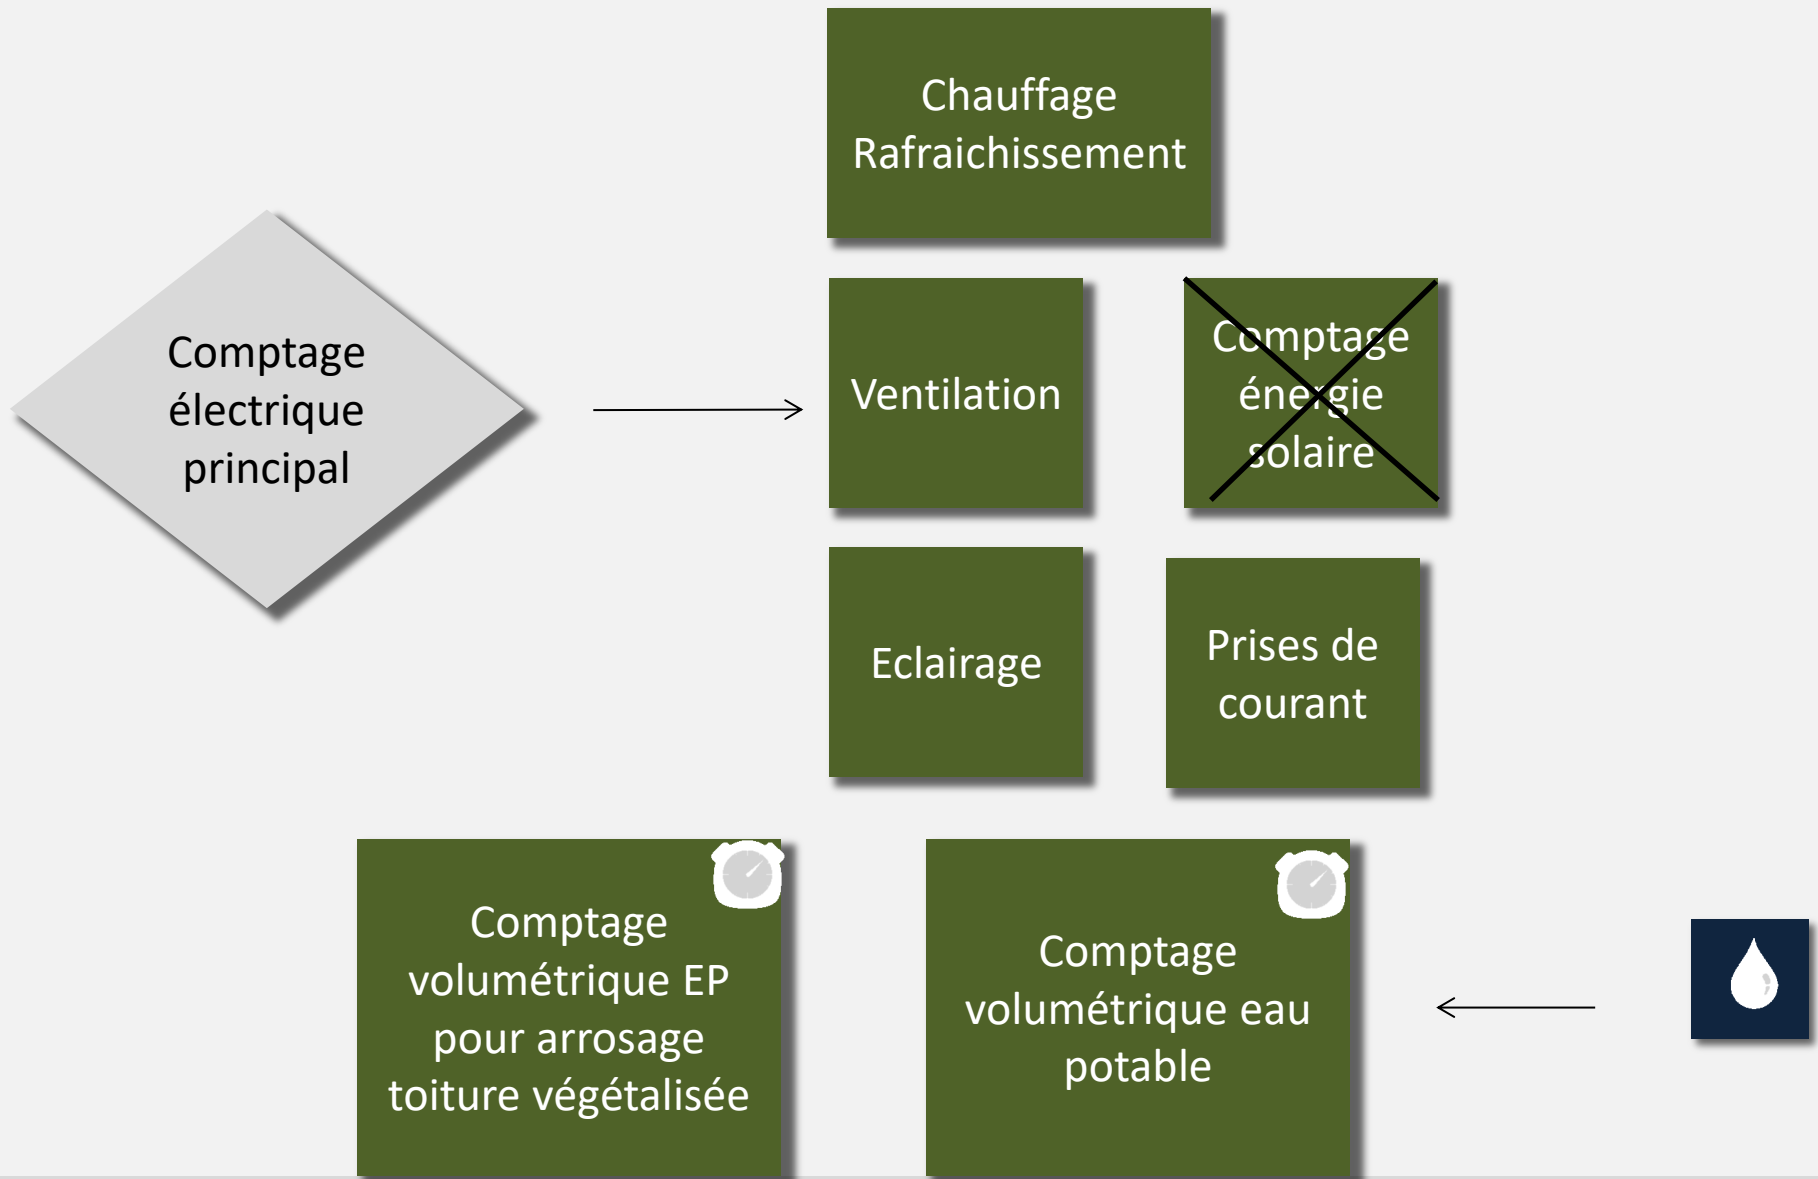 Chauffage
Rafraichissement
Comptage
électrique
principal
Ventilation
Comptage
énergie
solaire
Eclairage
Prises de
courant
Comptage
volumétrique EP
pour arrosage
toiture végétalisée
Comptage
volumétrique eau
potable